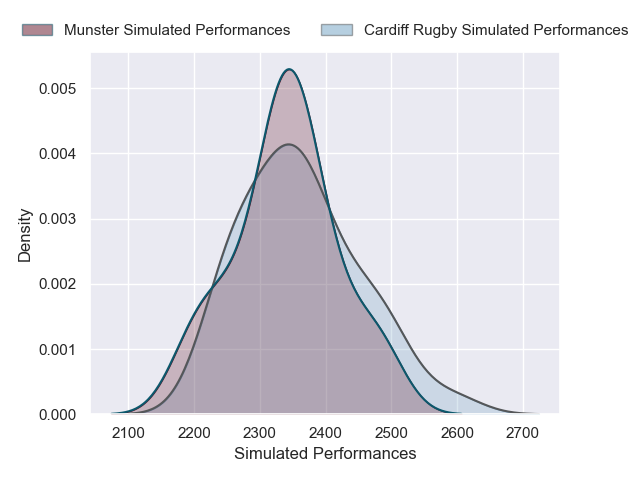 Munster Simulated Performances
Cardiff Rugby Simulated Performances
0.005
0.004
0.003
0.002
0.001
0.000
Density
2100 2200 2300 2400 2500 2600 2700
Simulated Performances